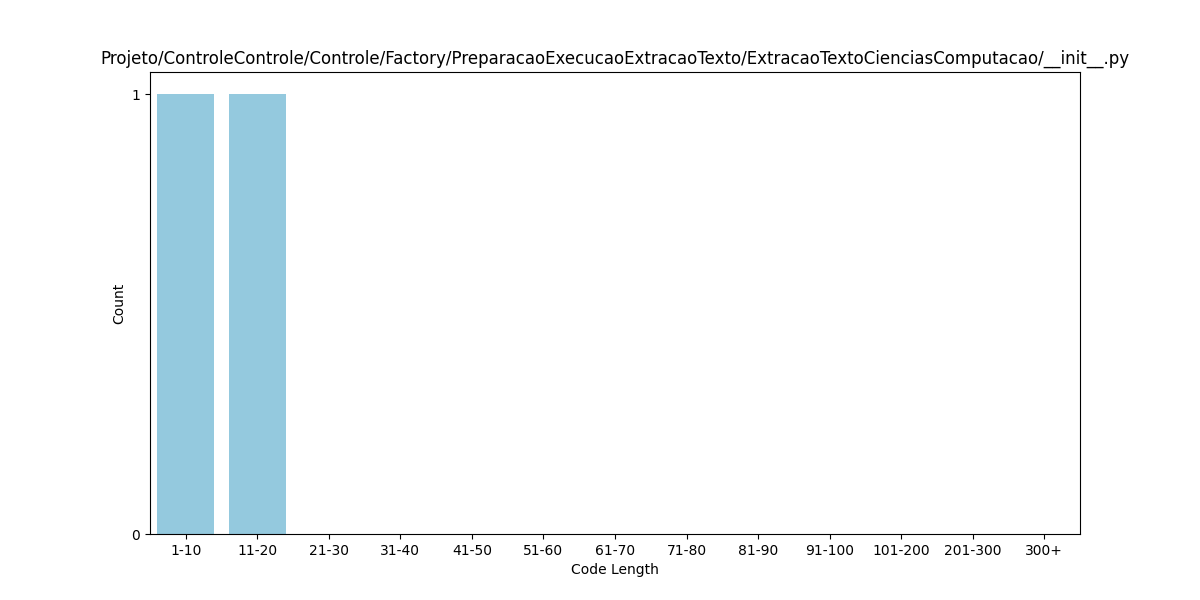 Projeto/ControleControle/Controle/Factory/PreparacaoExecucaoExtracaoTexto/ExtracaoTextoCienciasComputacao/__init__.py
1
Count
0
1-10 11-20 21-30 31-40 41-50 51-60 61-70 71-80 81-90 91-100 101-200 201-300 300+
Code Length